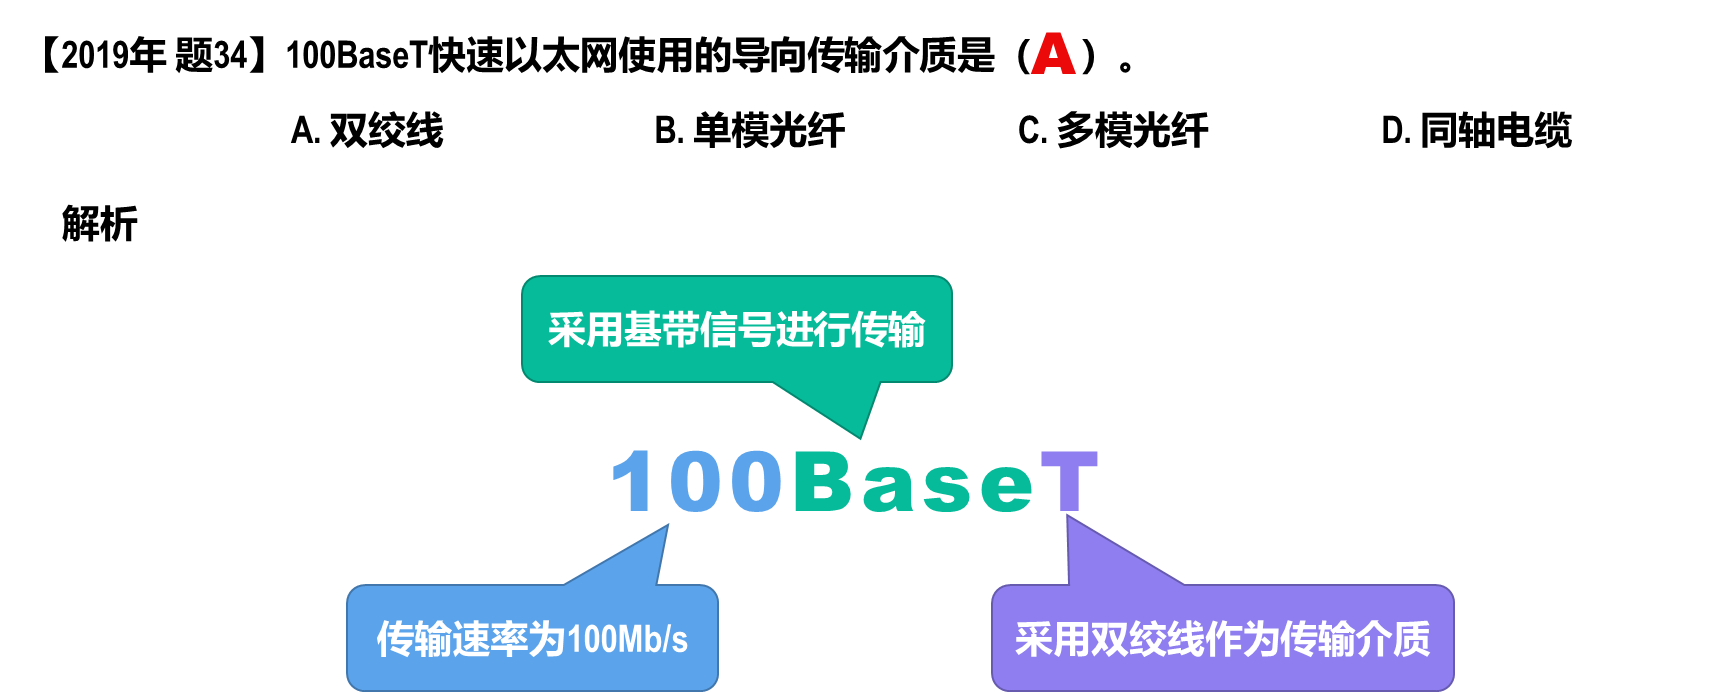 【2019年 题34】100BaseT快速以太网使用的导向传输介质是（A）。
A. 双绞线 B. 单模光纤 C. 多模光纤 D. 同轴电缆
解析
采用基带信号进行传输
100BaseT
传输速率为100Mb/s
采用双绞线作为传输介质